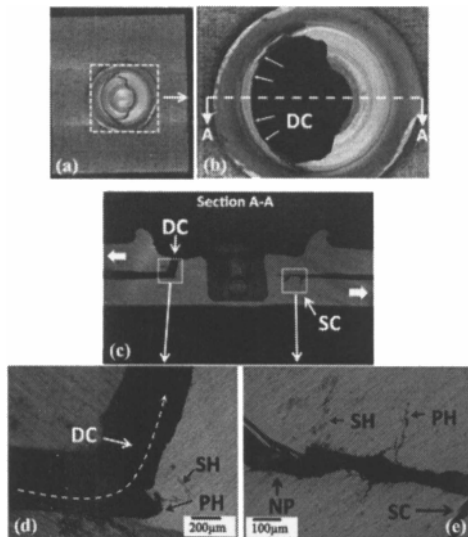 (a)
(b)
A
A
DC
Section A-A
DC
SC
(c)
DC
SH
PH
200μm
(d)
SH
PH
NP
SC
100μm
(e)